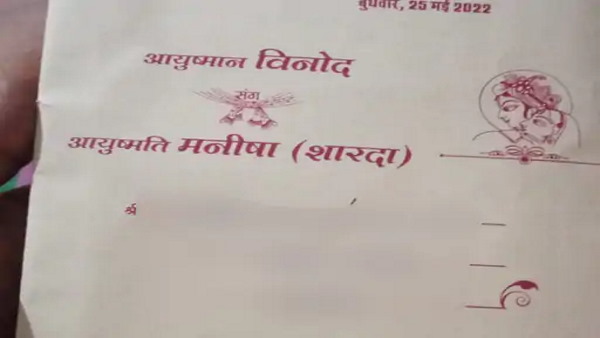 बुधवार, 25 मई 2022
आयुष्मान विनोद
संग
आयुष्मति मनीषा (शारदा)
श्र